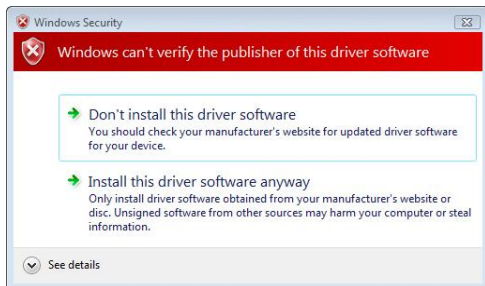 Windows Security
Windows can't verify the publisher of this driver software
Don't install this driver software
You should check your manufacturer's website for updated driver software
for your device.
Install this driver software anyway
Only install driver software obtained from your manufacturer's website or
disc. Unsigned software from other sources may harm your computer or steal
information.
See details